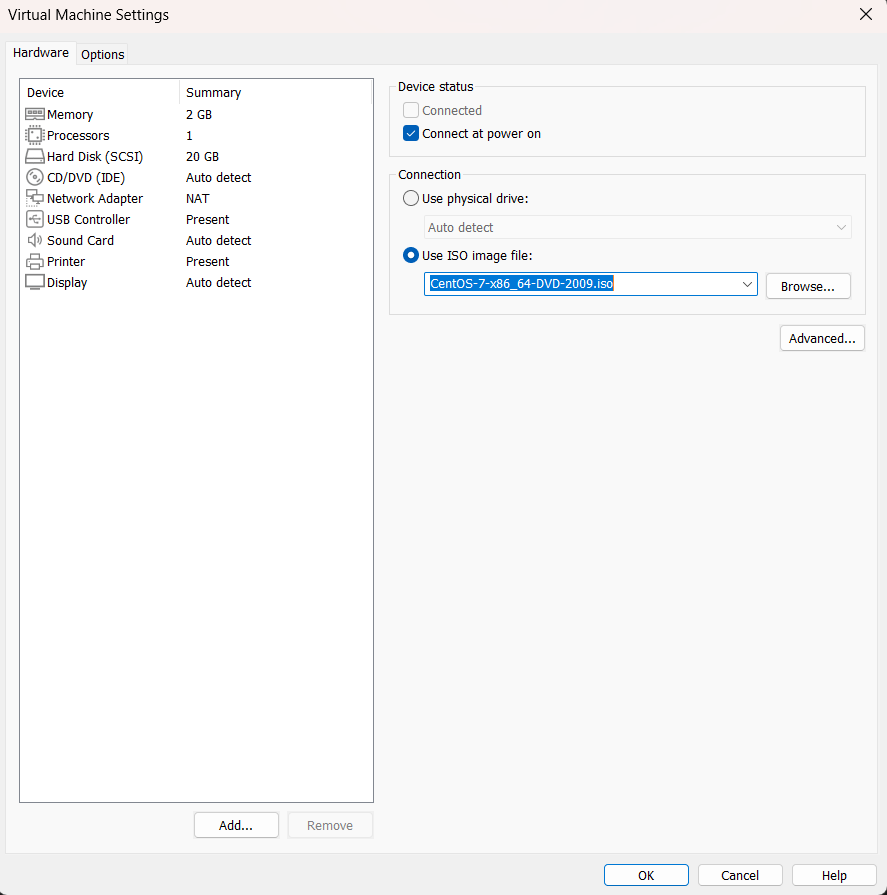 Virtual Machine Settings
Hardware Options
Device Summary
Memory 2 GB
Processors 1
Hard Disk (SCSI) 20 GB
CD/DVD (IDE) Auto detect
Network Adapter NAT
USB Controller Present
Sound Card Auto detect
Printer Present
Display Auto detect
Add... Remove
Device status
Connected
Connect at power on
Connection
Use physical drive:
Auto detect
Use ISO image file:
CentOS-7-x86_64-DVD-2009.iso Browse...
Advanced...
OK Cancel Help